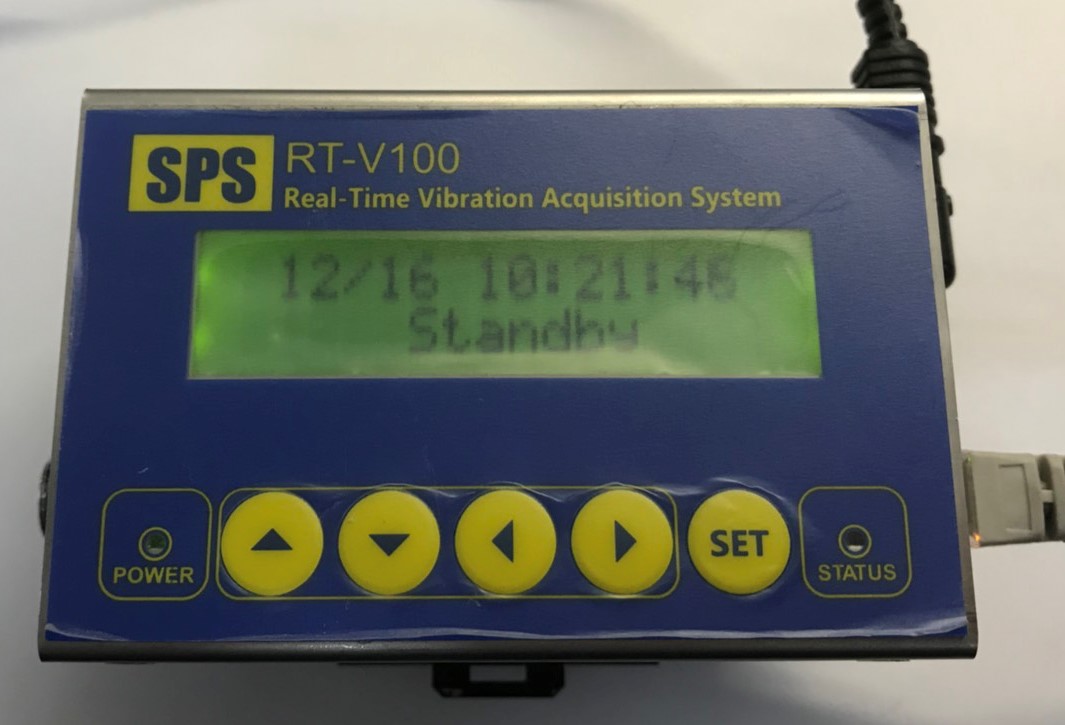 SPS
RT-V100
Real-Time Vibration Acquisition System
12/16 10:21:46
Standby
POWER
SET
STATUS